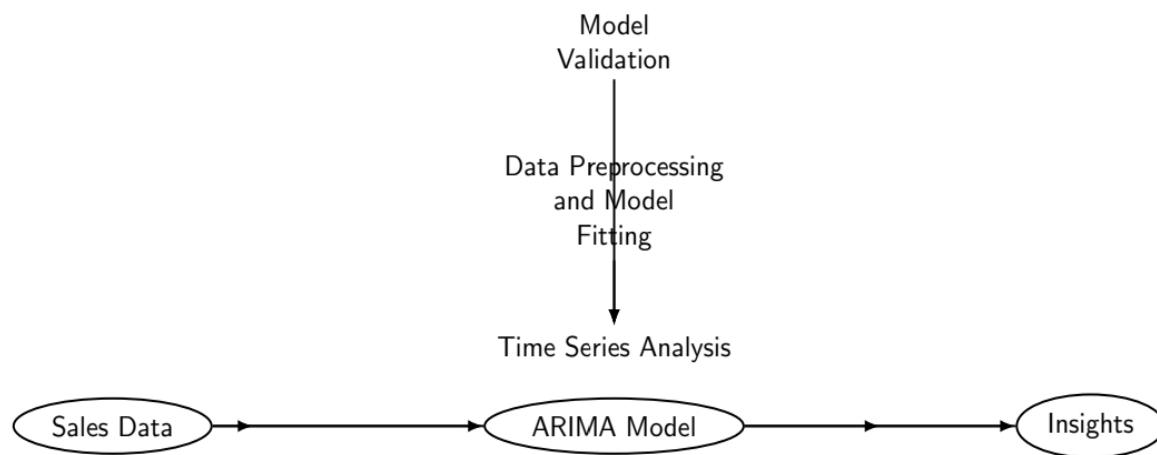 Model
Validation
Data Preprocessing
and Model
Fitting
Time Series Analysis
Sales Data
ARIMA Model
Insights